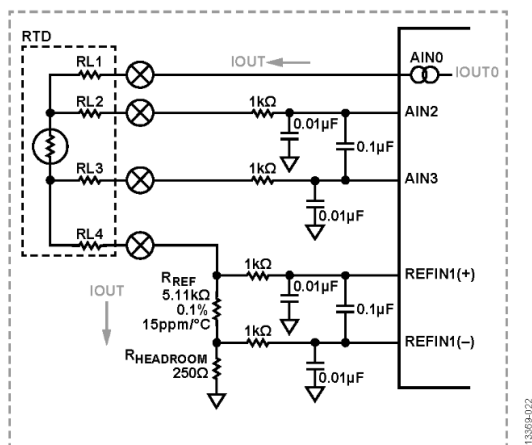 RTD
RL1
IOUT
AIN0
IOUT0
RL2
1kΩ
AIN2
0.01µF
0.1µF
RL3
1kΩ
AIN3
0.01µF
RL4
IOUT
RREF
5.11kΩ
0.1%
15ppm/°C
1kΩ
REFIN1(+)
0.01µF
0.1µF
1kΩ
REFIN1(–)
RHEADROOM
250Ω
0.01µF
13369-022